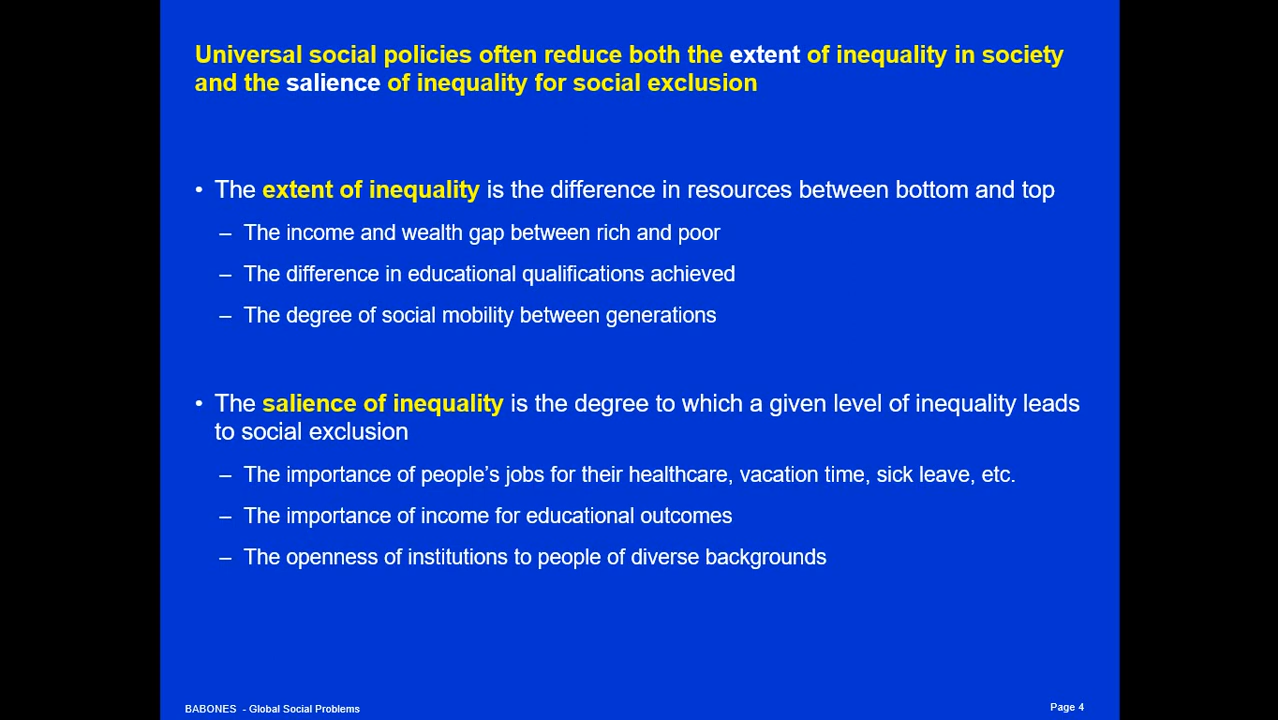 Universal social policies often reduce both the extent of inequality in society
and the salience of inequality for social exclusion
• The extent of inequality is the difference in resources between bottom and top
– The income and wealth gap between rich and poor
– The difference in educational qualifications achieved
– The degree of social mobility between generations
• The salience of inequality is the degree to which a given level of inequality leads
to social exclusion
– The importance of people’s jobs for their healthcare, vacation time, sick leave, etc.
– The importance of income for educational outcomes
– The openness of institutions to people of diverse backgrounds
BABONES - Global Social Problems
Page 4